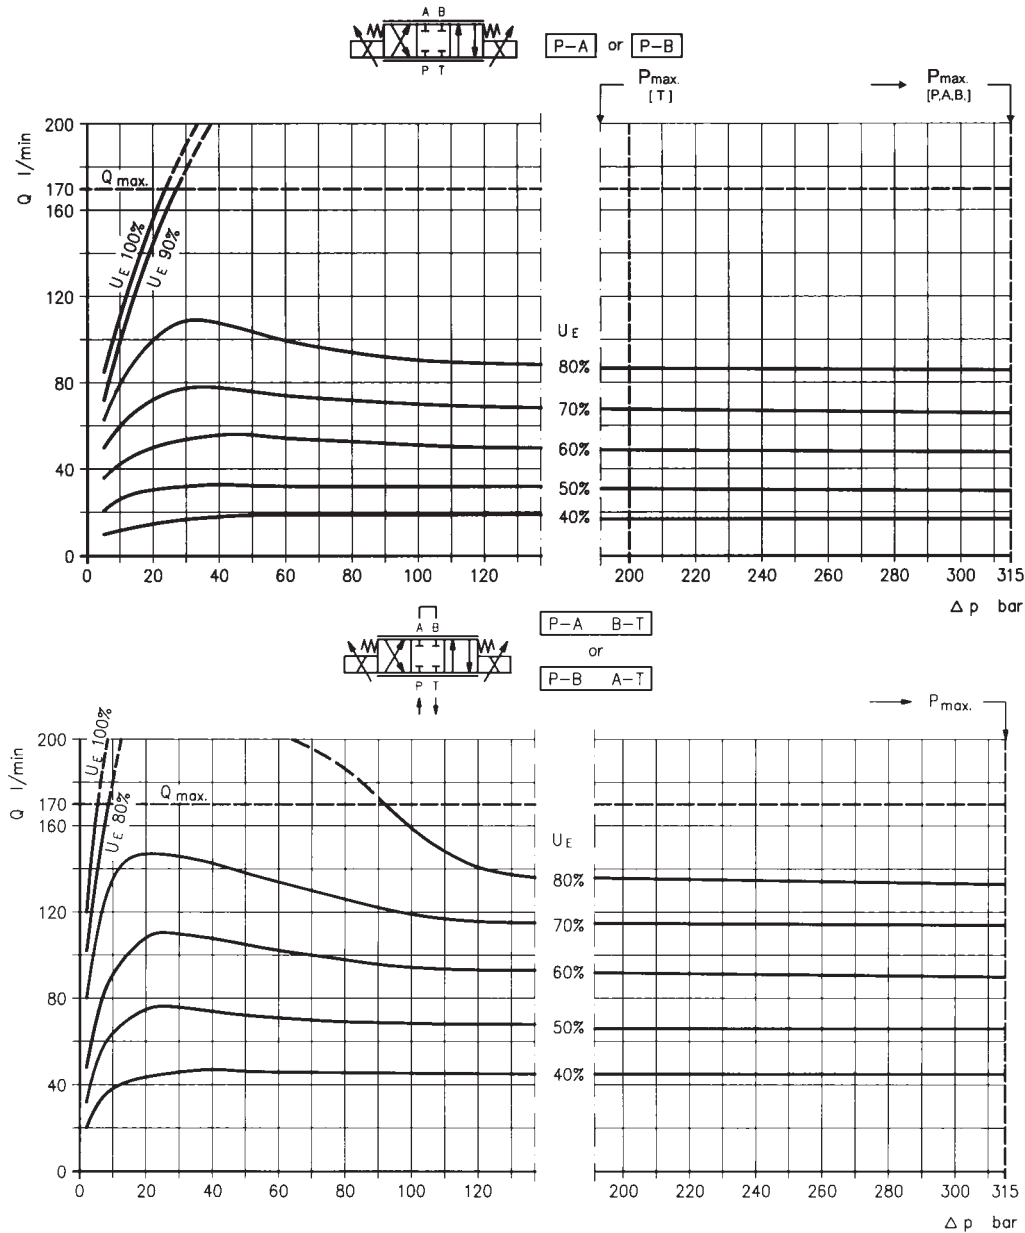 A B
P T
P–A or P–B
Pmax.
[ T ]
Pmax.
[P,A,B,]
Q l/min
200
170
160
120
80
40
0
Q max.
UE 100%
UE 90%
UE
80%
70%
60%
50%
40%
0 20 40 60 80 100 120
200 220 240 260 280 300 315
Δ p bar
A B
P T
P–A B–T
or
P–B A–T
Pmax.
Q l/min
200
170
160
120
80
40
0
UE 100%
UE 80%
Q max.
UE
80%
70%
60%
50%
40%
0 20 40 60 80 100 120
200 220 240 260 280 300 315
Δ p bar